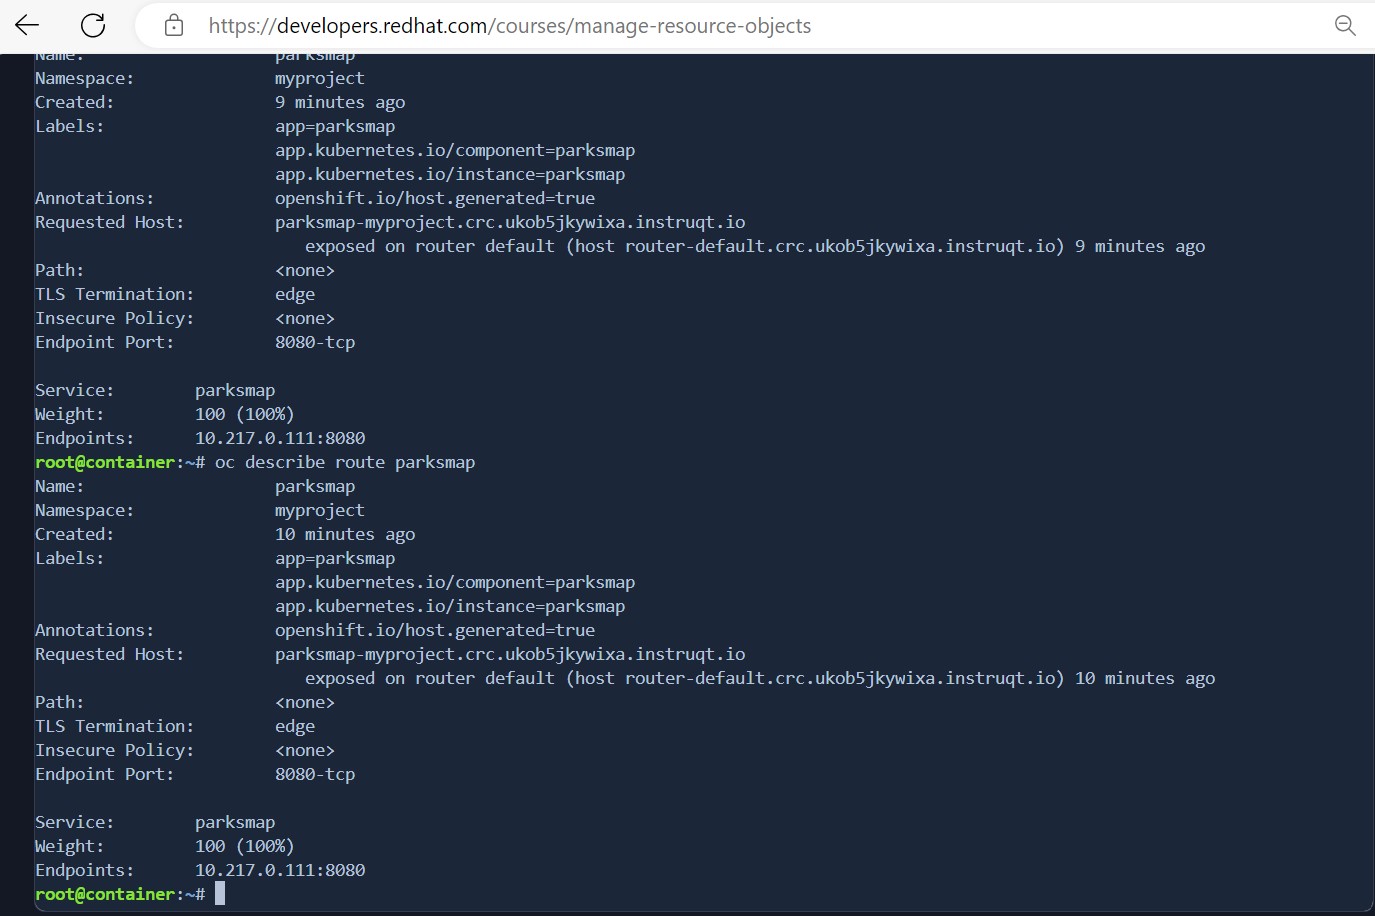 https://developers.redhat.com/courses/manage-resource-objects
Name: parksmap
Namespace: myproject
Created: 9 minutes ago
Labels: app=parksmap
app.kubernetes.io/component=parksmap
app.kubernetes.io/instance=parksmap
Annotations: openshift.io/host.generated=true
Requested Host: parksmap-myproject.crc.ukob5jkywixa.instruqt.io
exposed on router default (host router-default.crc.ukob5jkywixa.instruqt.io) 9 minutes ago
Path: <none>
TLS Termination: edge
Insecure Policy: <none>
Endpoint Port: 8080-tcp
Service: parksmap
Weight: 100 (100%)
Endpoints: 10.217.0.111:8080
root@container:~# oc describe route parksmap
Name: parksmap
Namespace: myproject
Created: 10 minutes ago
Labels: app=parksmap
app.kubernetes.io/component=parksmap
app.kubernetes.io/instance=parksmap
Annotations: openshift.io/host.generated=true
Requested Host: parksmap-myproject.crc.ukob5jkywixa.instruqt.io
exposed on router default (host router-default.crc.ukob5jkywixa.instruqt.io) 10 minutes ago
Path: <none>
TLS Termination: edge
Insecure Policy: <none>
Endpoint Port: 8080-tcp
Service: parksmap
Weight: 100 (100%)
Endpoints: 10.217.0.111:8080
root@container:~#